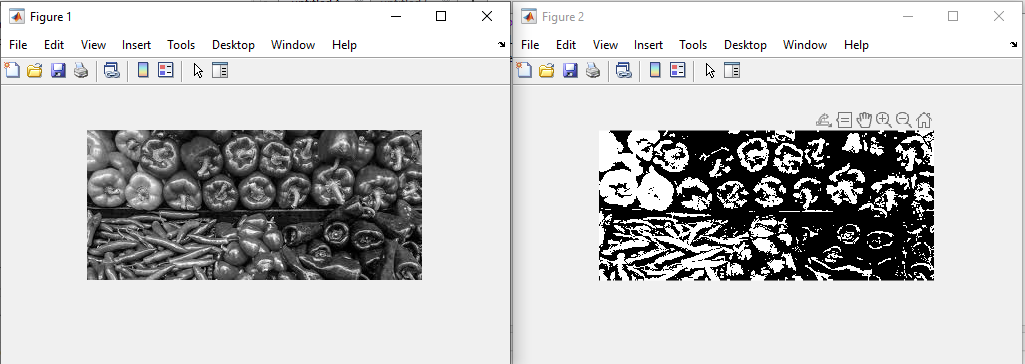 Figure 1
File Edit View Insert Tools Desktop Window Help
Figure 2
File Edit View Insert Tools Desktop Window Help